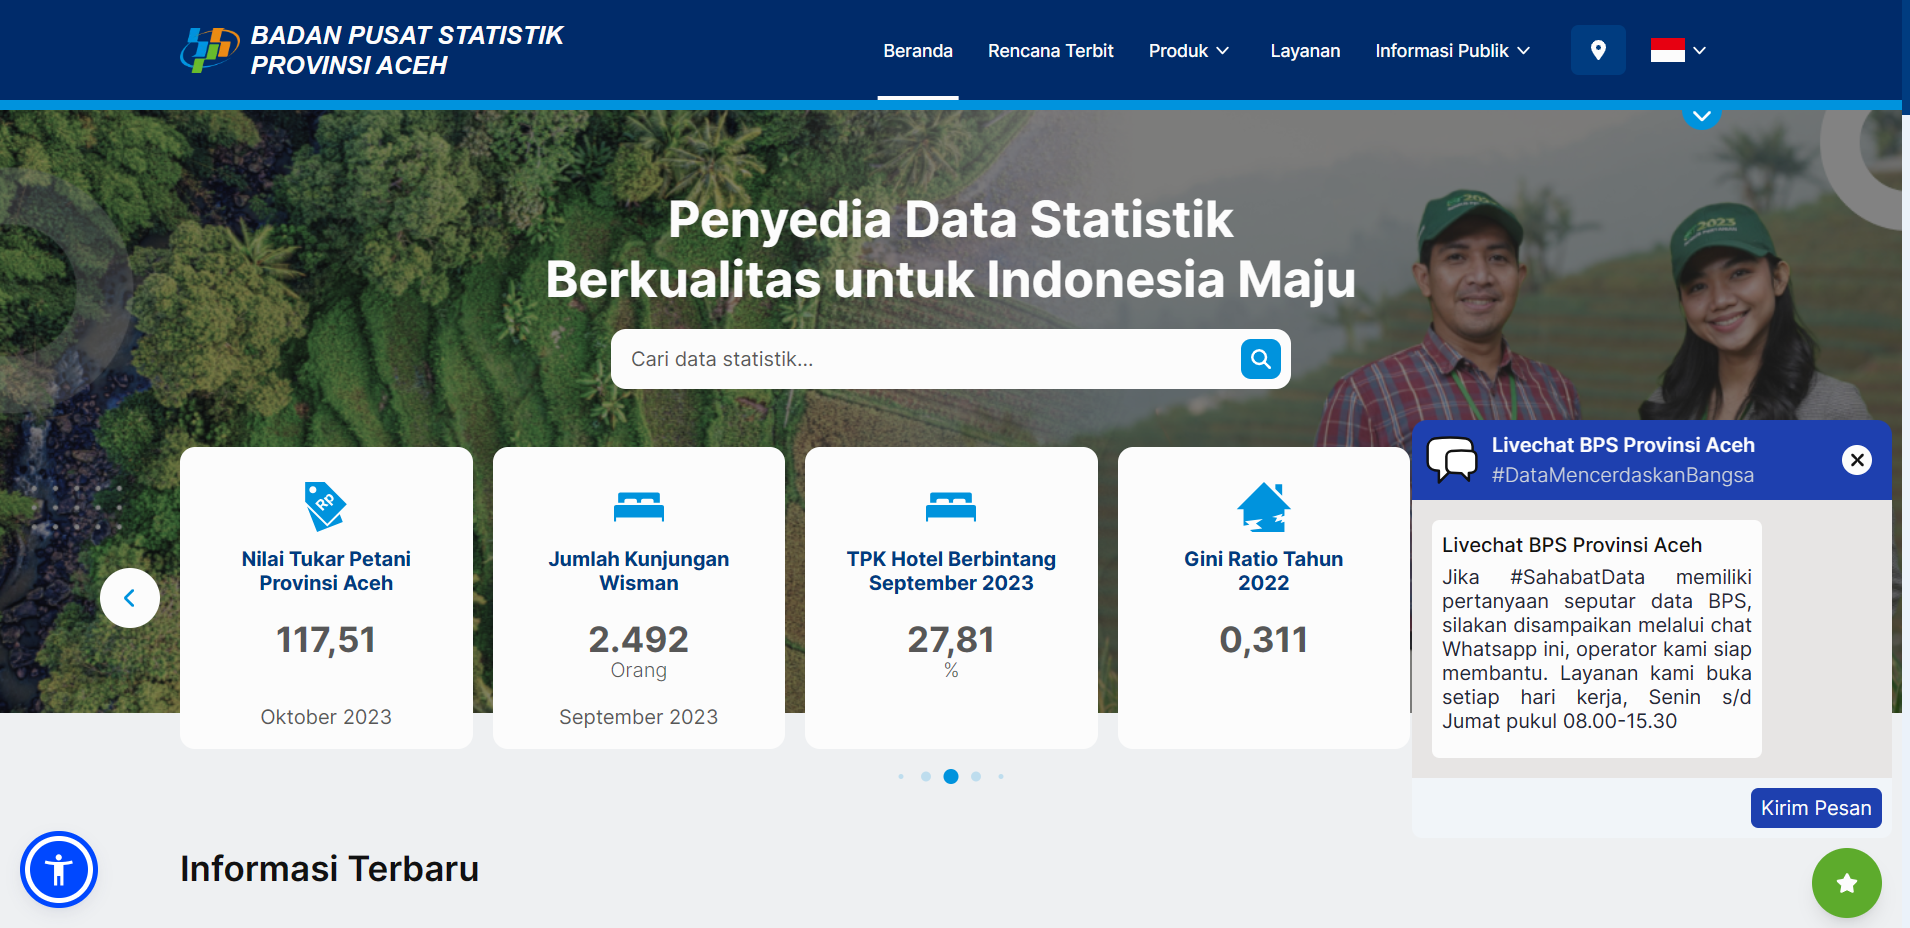 BADAN PUSAT STATISTIK
PROVINSI ACEH
Beranda
Rencana Terbit
Produk
Layanan
Informasi Publik
Penyedia Data Statistik
Berkualitas untuk Indonesia Maju
Cari data statistik...
Rp
Nilai Tukar Petani
Provinsi Aceh
117,51
Oktober 2023
Jumlah Kunjungan
Wisman
2.492
Orang
September 2023
TPK Hotel Berbintang
September 2023
27,81
%
Gini Ratio Tahun
2022
0,311
2023
Livechat BPS Provinsi Aceh
#DataMencerdaskanBangsa
Livechat BPS Provinsi Aceh
Jika #SahabatData memiliki
pertanyaan seputar data BPS,
silakan disampaikan melalui chat
Whatsapp ini, operator kami siap
membantu. Layanan kami buka
setiap hari kerja, Senin s/d
Jumat pukul 08.00-15.30
Kirim Pesan
Informasi Terbaru